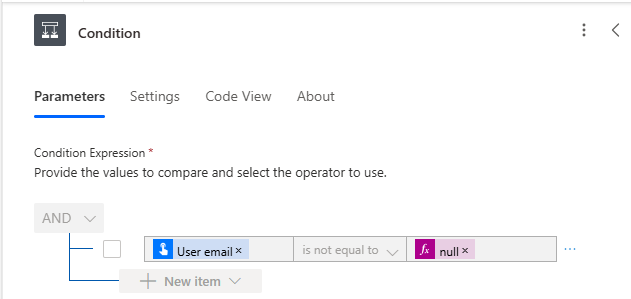 Condition
Parameters Settings Code View About
Condition Expression *
Provide the values to compare and select the operator to use.
AND
User email × is not equal to fx null × ...
+ New item